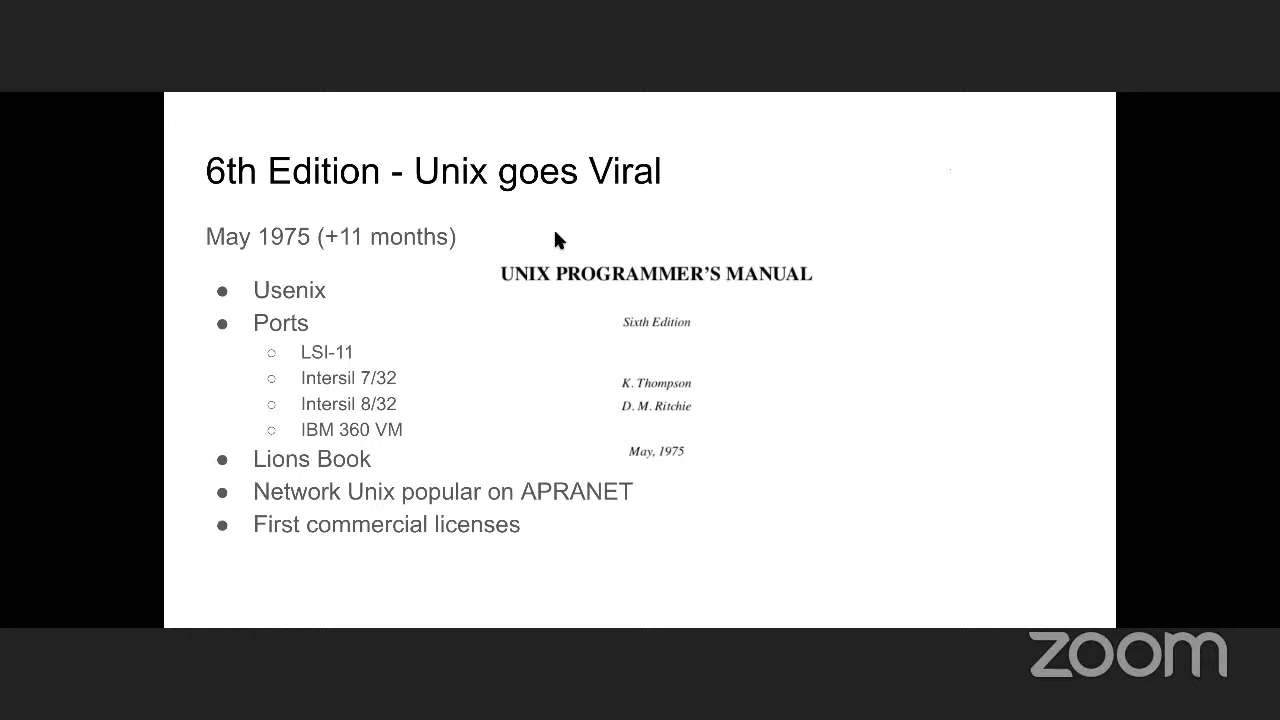 6th Edition - Unix goes Viral
May 1975 (+11 months)
● Usenix
● Ports
○ LSI-11
○ Intersil 7/32
○ Intersil 8/32
○ IBM 360 VM
● Lions Book
● Network Unix popular on APRANET
● First commercial licenses
UNIX PROGRAMMER'S MANUAL
Sixth Edition
K. Thompson
D. M. Ritchie
May, 1975
zoom